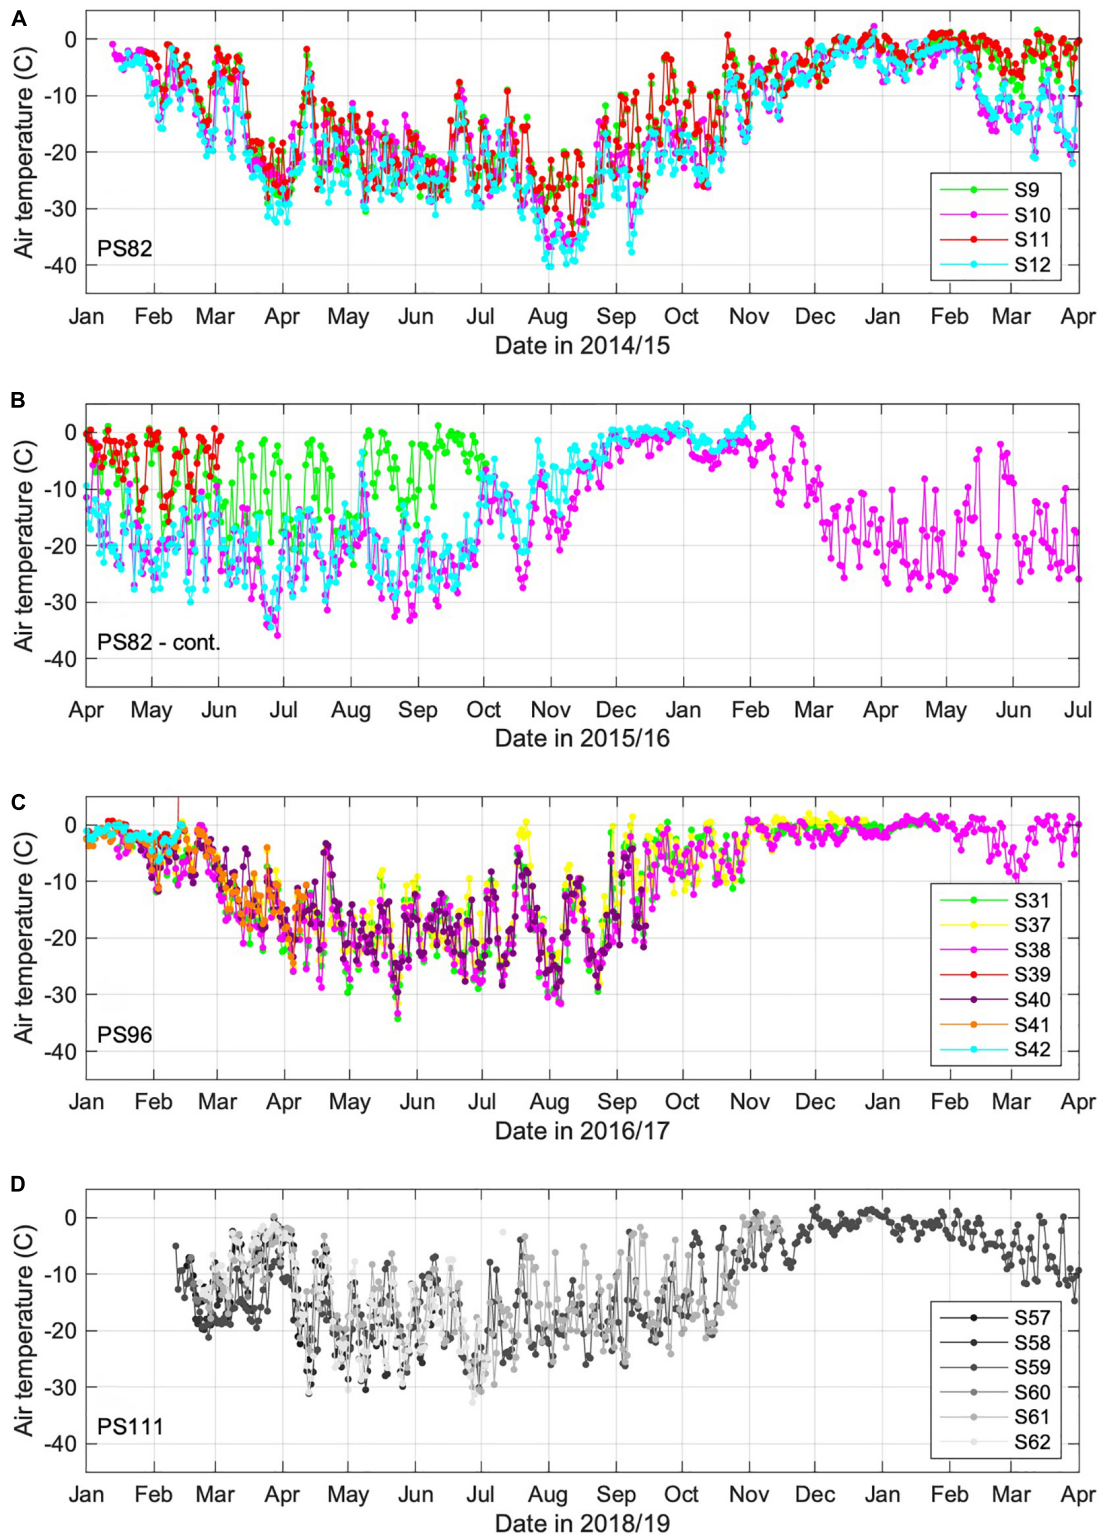 A
Air temperature (C)
0
-10
-20
-30
-40
PS82
S9
S10
S11
S12
Jan Feb Mar Apr May Jun Jul Aug Sep Oct Nov Dec Jan Feb Mar Apr
Date in 2014/15
B
Air temperature (C)
0
-10
-20
-30
-40
PS82 - cont.
Apr May Jun Jul Aug Sep Oct Nov Dec Jan Feb Mar Apr May Jun Jul
Date in 2015/16
C
Air temperature (C)
0
-10
-20
-30
-40
PS96
S31
S37
S38
S39
S40
S41
S42
Jan Feb Mar Apr May Jun Jul Aug Sep Oct Nov Dec Jan Feb Mar Apr
Date in 2016/17
D
Air temperature (C)
0
-10
-20
-30
-40
PS111
S57
S58
S59
S60
S61
S62
Jan Feb Mar Apr May Jun Jul Aug Sep Oct Nov Dec Jan Feb Mar Apr
Date in 2018/19